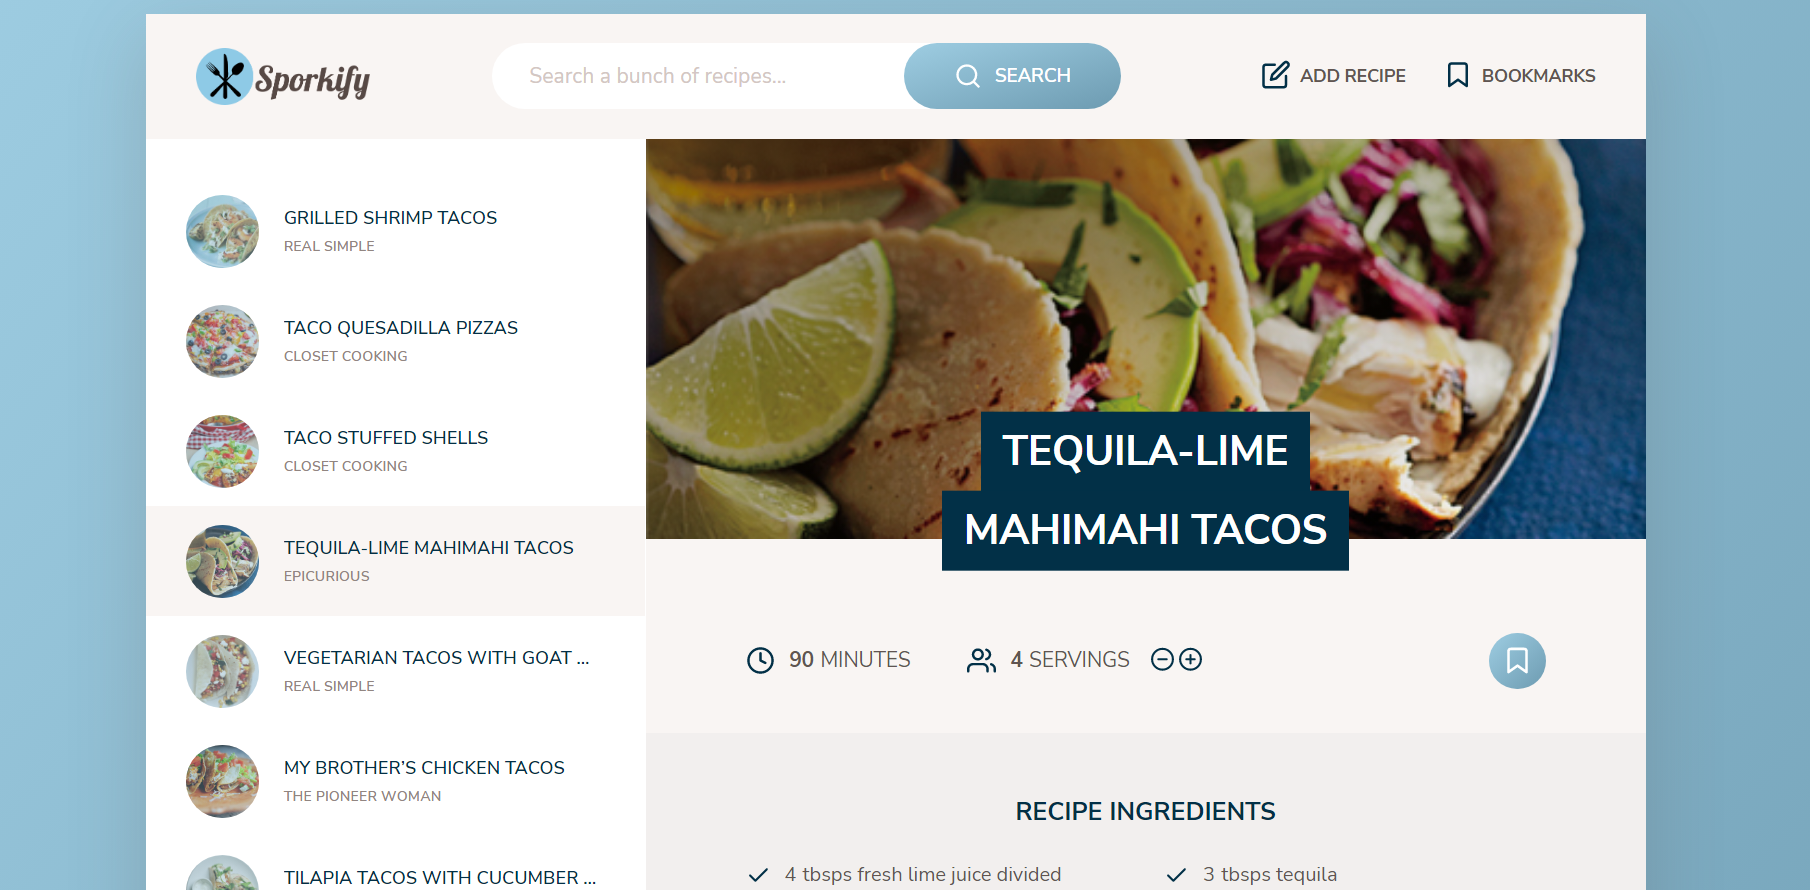 Sporkify
Search a bunch of recipes...
SEARCH
ADD RECIPE
BOOKMARKS
GRILLED SHRIMP TACOS
REAL SIMPLE
TACO QUESADILLA PIZZAS
CLOSET COOKING
TACO STUFFED SHELLS
CLOSET COOKING
TEQUILA-LIME MAHIMAHI TACOS
EPICURIOUS
VEGETARIAN TACOS WITH GOAT ...
REAL SIMPLE
MY BROTHER’S CHICKEN TACOS
THE PIONEER WOMAN
TILAPIA TACOS WITH CUCUMBER ...
TEQUILA-LIME
MAHIMAHI TACOS
90 MINUTES
4 SERVINGS
RECIPE INGREDIENTS
4 tbsps fresh lime juice divided
3 tbsps tequila